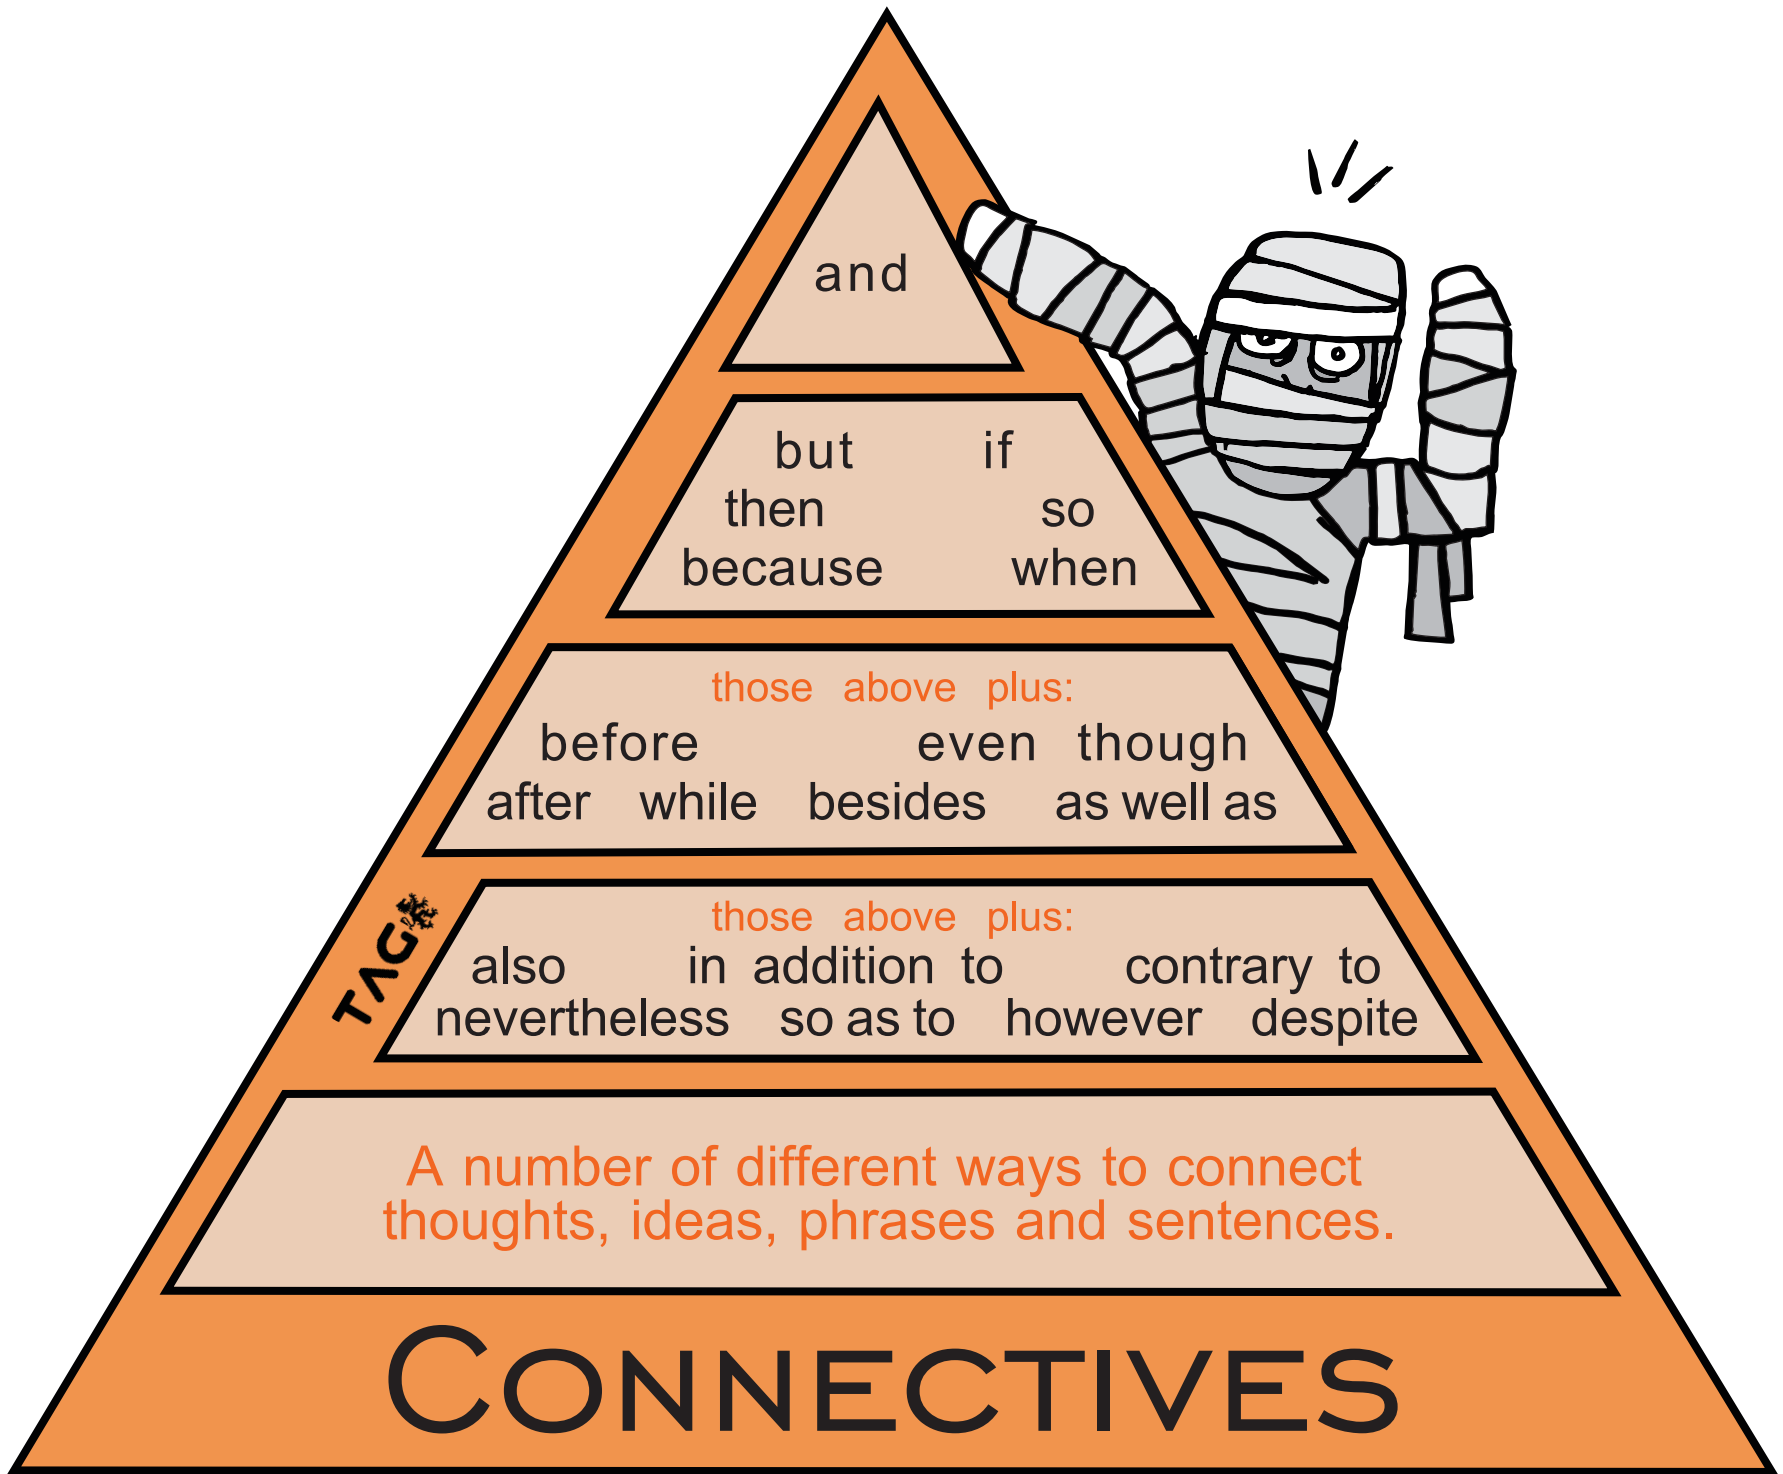 and
but if
then so
because when
those above plus:
before even though
after while besides as well as
those above plus:
also in addition to contrary to
nevertheless so as to however despite
TAG
A number of different ways to connect
thoughts, ideas, phrases and sentences.
CONNECTIVES